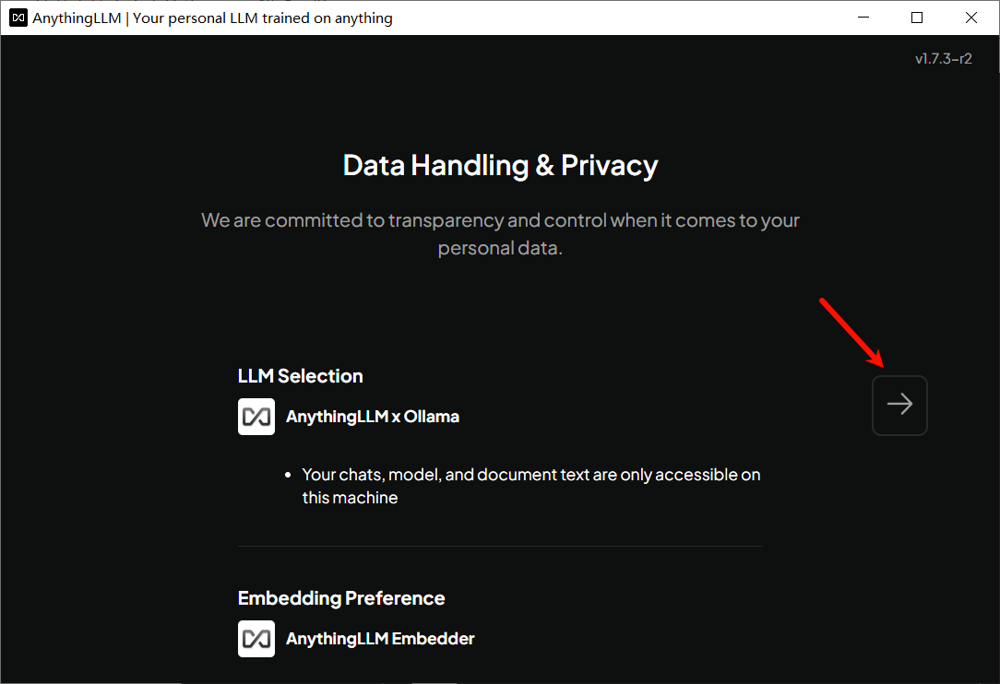 AnythingLLM | Your personal LLM trained on anything
v1.7.3-r2
Data Handling & Privacy
We are committed to transparency and control when it comes to your
personal data.
LLM Selection
AnythingLLM x Ollama
• Your chats, model, and document text are only accessible on
this machine
Embedding Preference
AnythingLLM Embedder